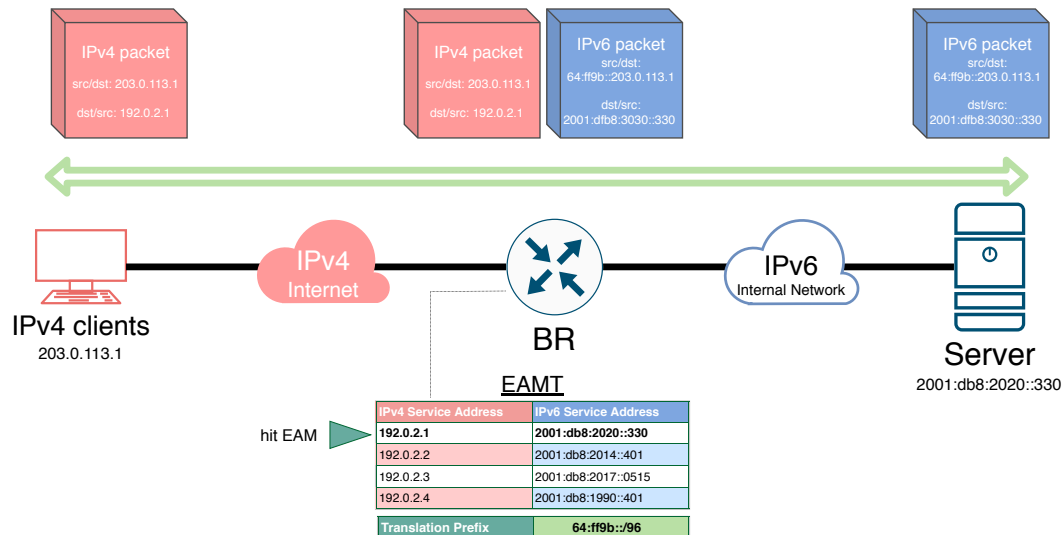 IPv4 packet
src/dst: 203.0.113.1
dst/src: 192.0.2.1
IPv4 packet
src/dst: 203.0.113.1
dst/src: 192.0.2.1
IPv6 packet
src/dst:
64:ff9b::203.0.113.1
dst/src:
2001:dfb8:3030::330
IPv6 packet
src/dst:
64:ff9b::203.0.113.1
dst/src:
2001:dfb8:3030::330
IPv4
Internet
IPv6
Internal Network
IPv4 clients
203.0.113.1
BR
Server
2001:db8:2020::330
EAMT
IPv4 Service Address IPv6 Service Address
hit EAM
192.0.2.1 2001:db8:2020::330
192.0.2.2 2001:db8:2014::401
192.0.2.3 2001:db8:2017::0515
192.0.2.4 2001:db8:1990::401
Translation Prefix 64:ff9b::/96